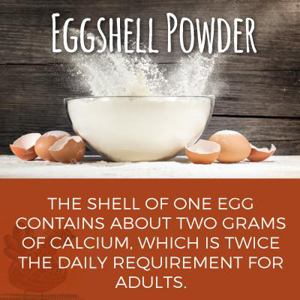 EGGSHELL POWDER
THE SHELL OF ONE EGG
CONTAINS ABOUT TWO GRAMS
OF CALCIUM, WHICH IS TWICE
THE DAILY REQUIREMENT FOR
ADULTS.